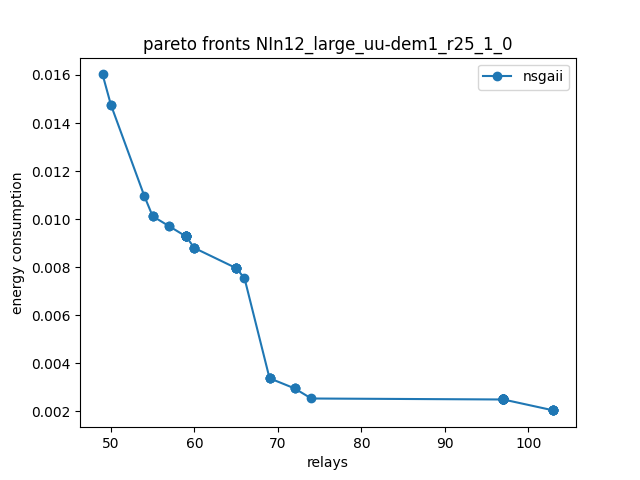 pareto fronts NIn12_large_uu-dem1_r25_1_0
nsgaii
energy consumption
0.016
0.014
0.012
0.010
0.008
0.006
0.004
0.002
50 60 70 80 90 100
relays